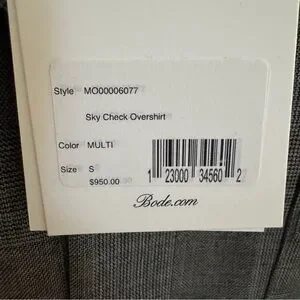 Style MO00006077
Sky Check Overshirt
Color MULTI
Size S
$950.00
1 23000 34560 2
Bode.com